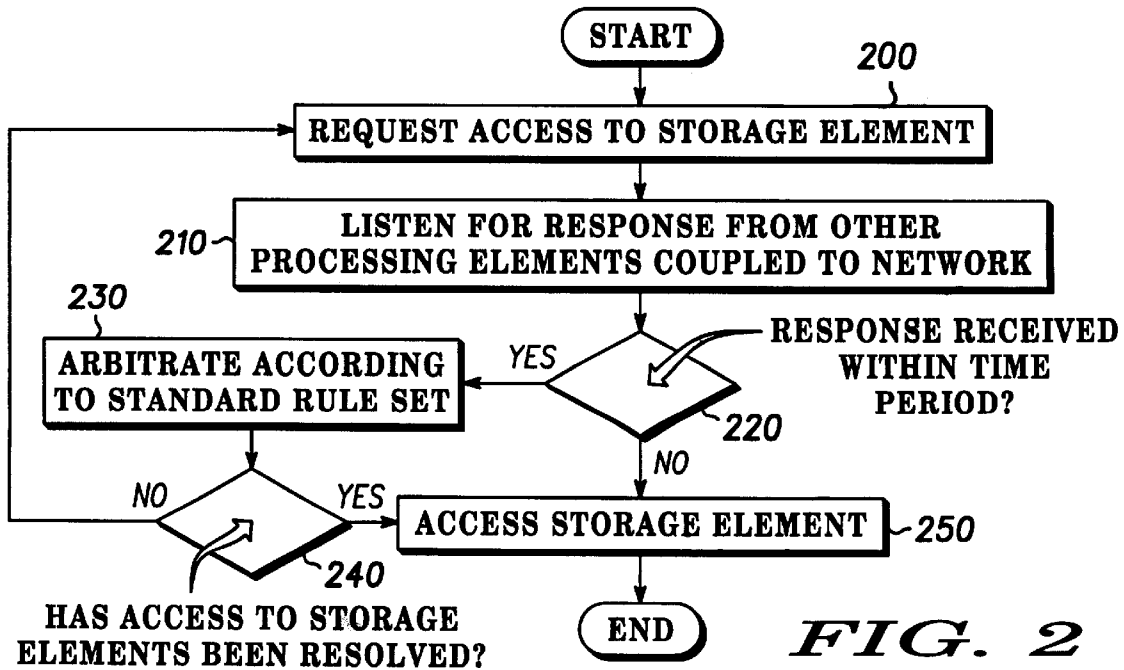 START
200
REQUEST ACCESS TO STORAGE ELEMENT
210
LISTEN FOR RESPONSE FROM OTHER
PROCESSING ELEMENTS COUPLED TO NETWORK
230
ARBITRATE ACCORDING
TO STANDARD RULE SET
YES
RESPONSE RECEIVED
WITHIN TIME
PERIOD?
220
NO
NO
YES
ACCESS STORAGE ELEMENT
250
240
HAS ACCESS TO STORAGE
ELEMENTS BEEN RESOLVED?
END
FIG. 2